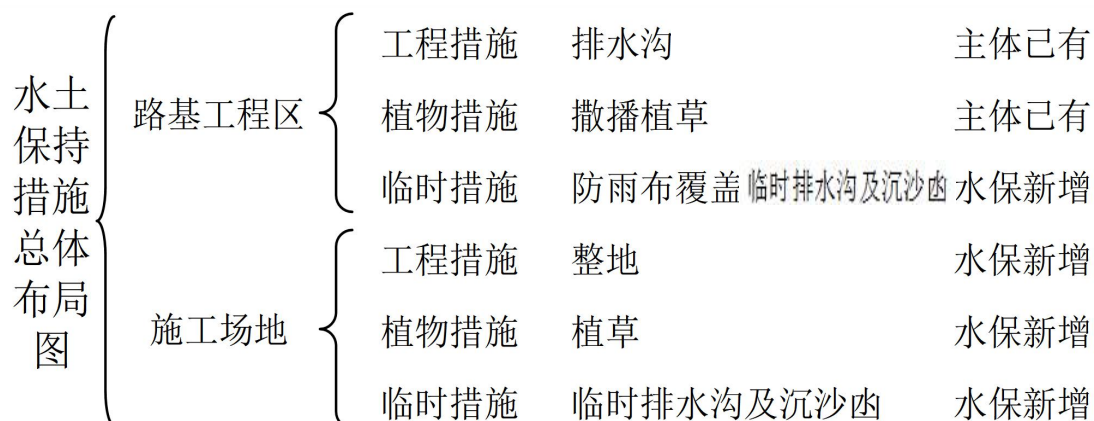 水土保持措施总体布局图
路基工程区
工程措施 排水沟 主体已有
植物措施 撒播植草 主体已有
临时措施 防雨布覆盖 临时排水沟及沉沙凼 水保新增
施工场地
工程措施 整地 水保新增
植物措施 植草 水保新增
临时措施 临时排水沟及沉沙凼 水保新增